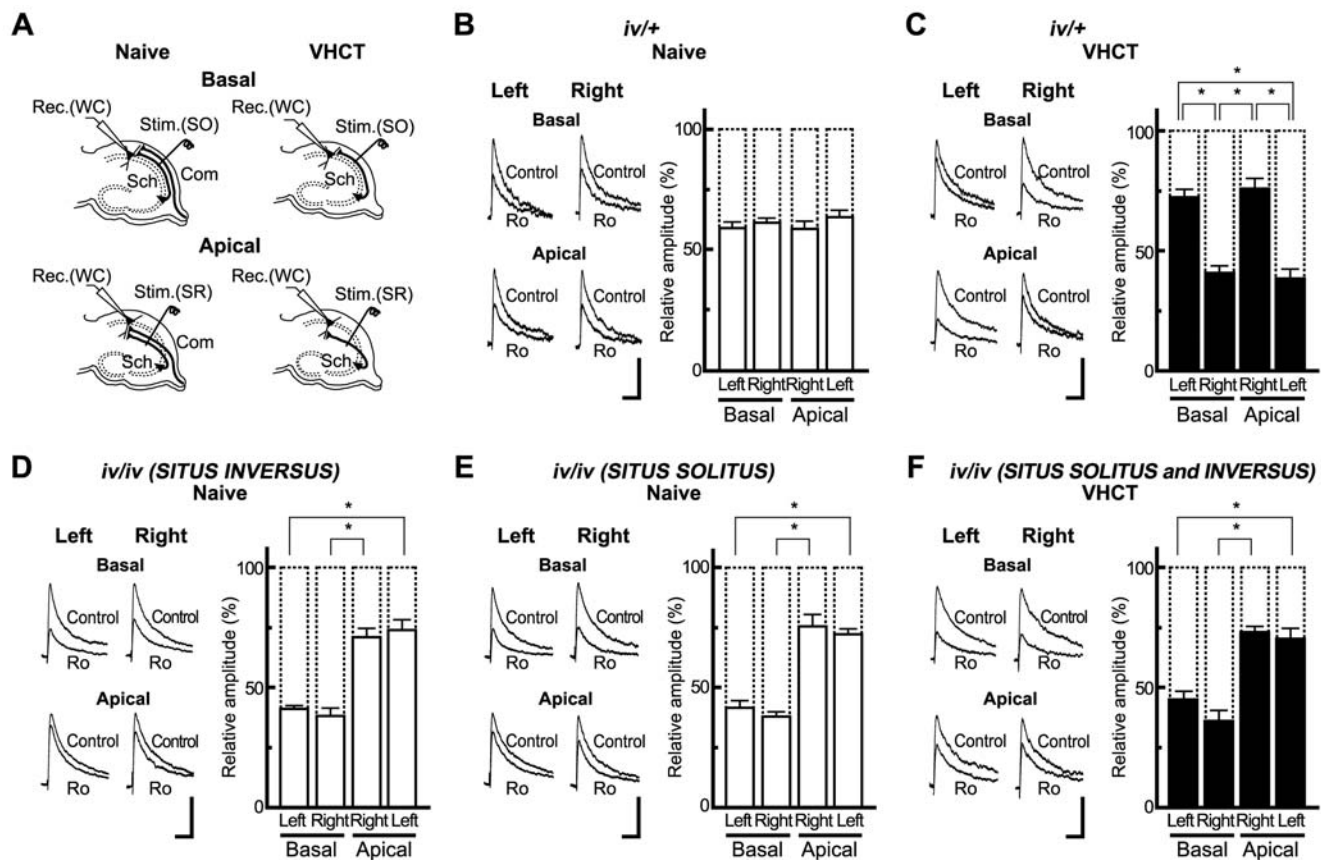 A
Naive VHCT
Basal
Rec.(WC) Rec.(WC)
Stim.(SO) Stim.(SO)
Sch Com Sch
Apical
Rec.(WC) Rec.(WC)
Stim.(SR) Stim.(SR)
Sch Com Sch
B
iv/+
Naive
Left Right
Basal
Control Control
Ro Ro
Apical
Control Control
Ro Ro
Relative amplitude (%)
100
50
0
Left Right Right Left
Basal Apical
C
iv/+
VHCT
*
* * *
Left Right
Basal
Control Control
Ro Ro
Apical
Control Control
Ro Ro
Relative amplitude (%)
100
50
0
Left Right Right Left
Basal Apical
D
iv/iv (SITUS INVERSUS)
Naive
*
*
Left Right
Basal
Control Control
Ro Ro
Apical
Control Control
Ro Ro
Relative amplitude (%)
100
50
0
Left Right Right Left
Basal Apical
E
iv/iv (SITUS SOLITUS)
Naive
*
*
Left Right
Basal
Control Control
Ro Ro
Apical
Control Control
Ro Ro
Relative amplitude (%)
100
50
0
Left Right Right Left
Basal Apical
F
iv/iv (SITUS SOLITUS and INVERSUS)
VHCT
*
*
Left Right
Basal
Control Control
Ro Ro
Apical
Control Control
Ro Ro
Relative amplitude (%)
100
50
0
Left Right Right Left
Basal Apical